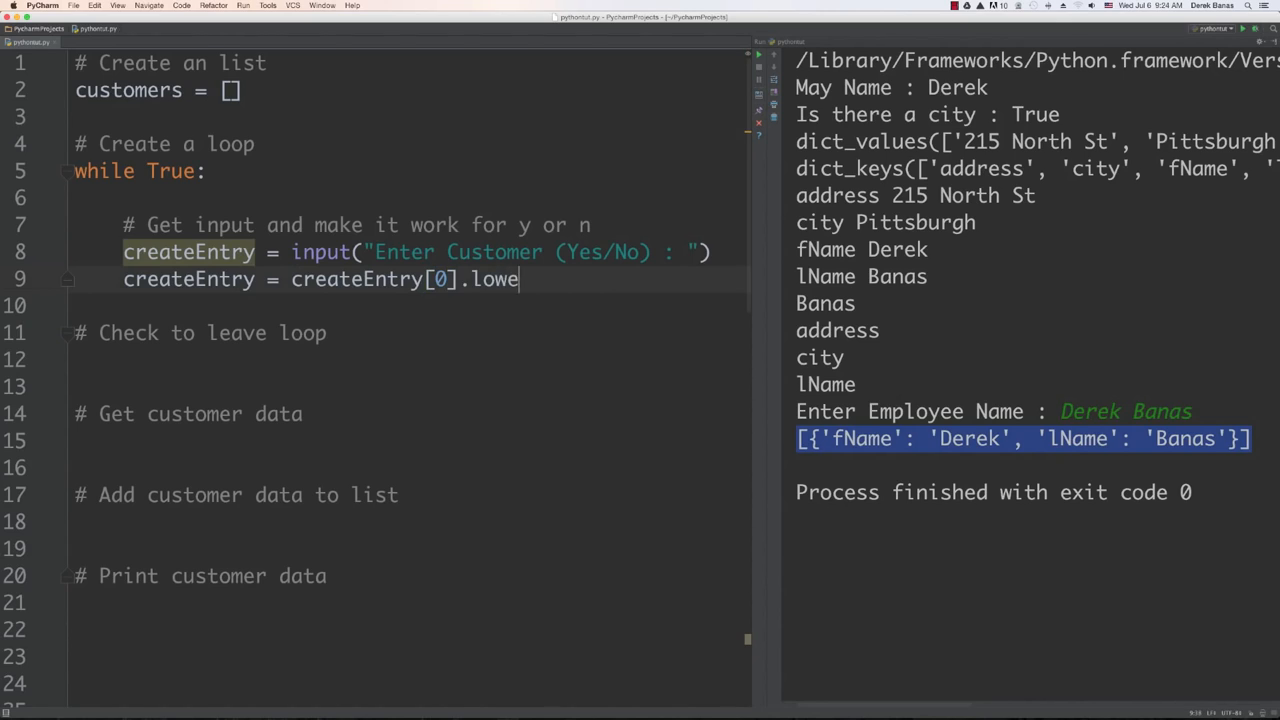 PyCharm File Edit View Navigate Code Refactor Run Tools VCS Window Help
10 Wed Jul 6 9:24 AM Derek Banas
pythontut.py - PycharmProjects - [~/PycharmProjects]
PycharmProjects pythontut.py
pythontut
pythontut.py
Run pythontut
1 # Create an list
2 customers = []
3
4 # Create a loop
5 while True:
6
7 # Get input and make it work for y or n
8 createEntry = input("Enter Customer (Yes/No) : ")
9 createEntry = createEntry[0].lowe
10
11 # Check to leave loop
12
13
14 # Get customer data
15
16
17 # Add customer data to list
18
19
20 # Print customer data
21
22
23
24
/Library/Frameworks/Python.framework/Vers
May Name : Derek
Is there a city : True
dict_values(['215 North St', 'Pittsburgh
dict_keys(['address', 'city', 'fName', 'l
address 215 North St
city Pittsburgh
fName Derek
lName Banas
Banas
address
city
lName
Enter Employee Name : Derek Banas
[{'fName': 'Derek', 'lName': 'Banas'}]
Process finished with exit code 0
9:38 LF÷ UTF-8÷